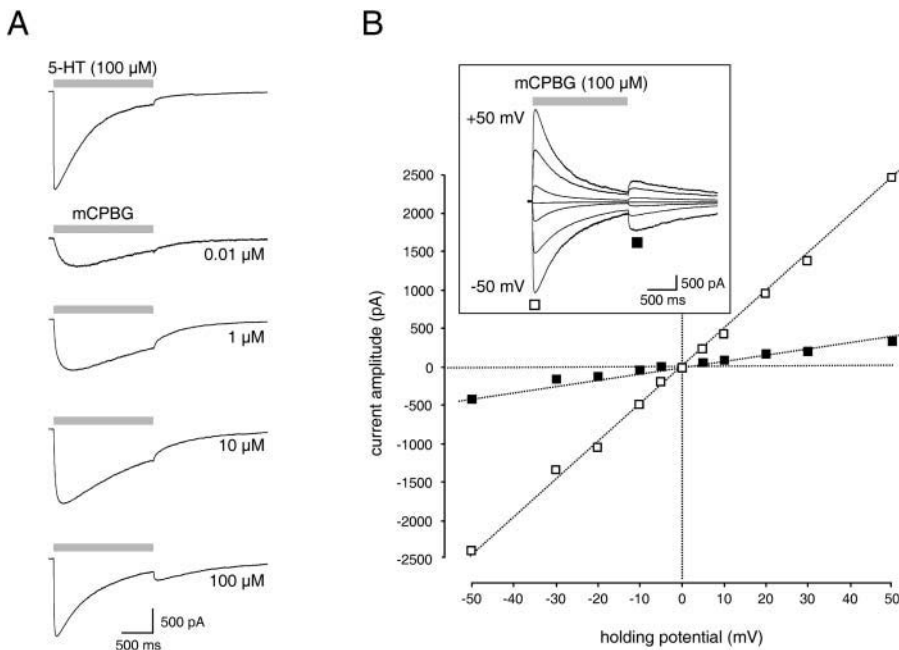 A
5-HT (100 µM)
mCPBG
0.01 µM
1 µM
10 µM
100 µM
500 pA
500 ms
B
mCPBG (100 µM)
+50 mV
-50 mV
500 pA
500 ms
current amplitude (pA)
2500
2000
1500
1000
500
0
-500
-1000
-1500
-2000
-2500
-50 -40 -30 -20 -10 0 10 20 30 40 50
holding potential (mV)